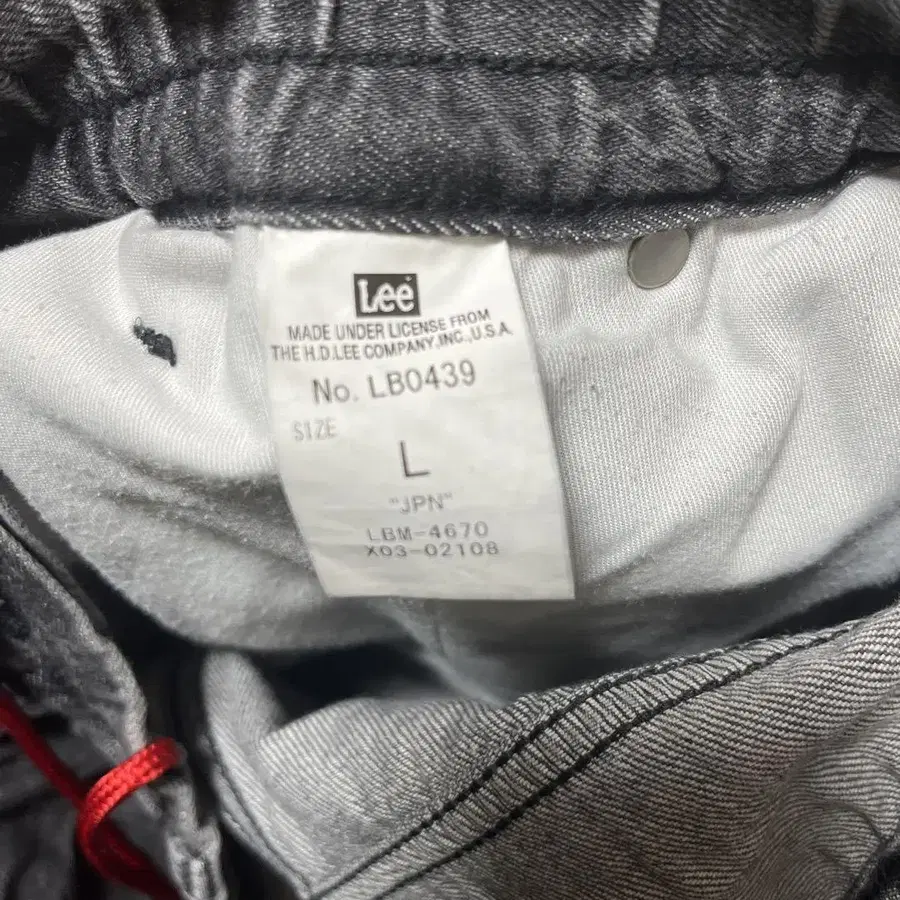 Lee
MADE UNDER LICENSE FROM
THE H.D.LEE COMPANY,INC.,U.S.A.
No. LB0439
SIZE
L
"JPN"
LBM-4670
X03-02108